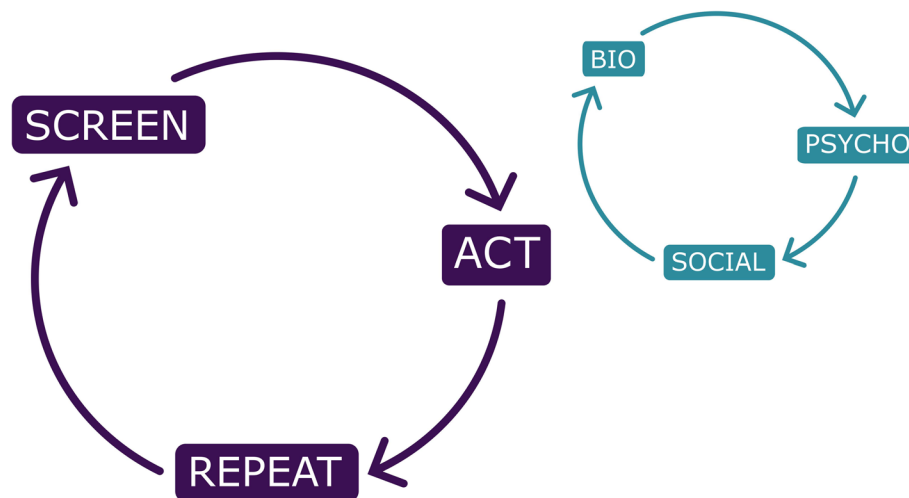 SCREEN
ACT
REPEAT
BIO
PSYCHO
SOCIAL